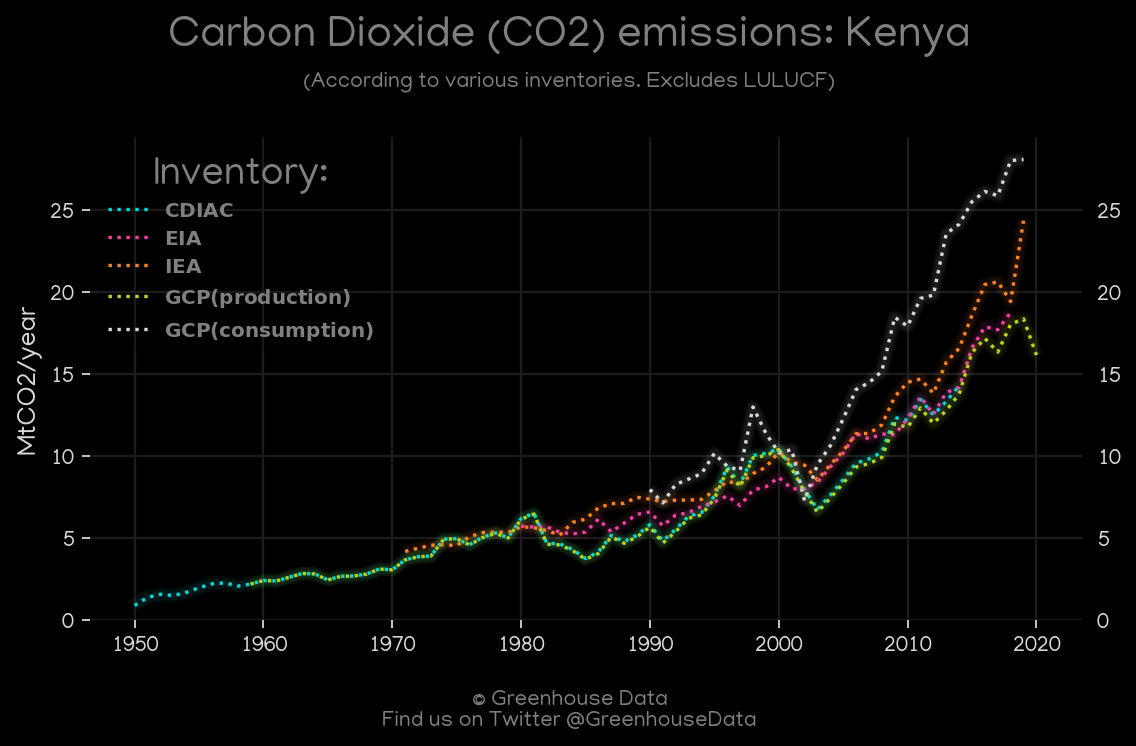 Carbon Dioxide (CO2) emissions: Kenya
(According to various inventories. Excludes LULUCF)
Inventory:
CDIAC
EIA
IEA
GCP(production)
GCP(consumption)
MtCO2/year
25
20
15
10
5
0
25
20
15
10
5
0
1950 1960 1970 1980 1990 2000 2010 2020
© Greenhouse Data
Find us on Twitter @GreenhouseData